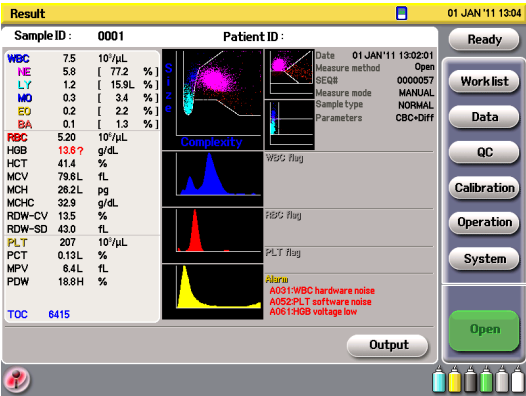 Result 01 JAN '11 13:04
Sample ID : 0001 Patient ID :
WBC 7.5 10³/µL
NE 5.8 [ 77.2 % ]
LY 1.2 [ 15.9L % ]
MO 0.3 [ 3.4 % ]
EO 0.2 [ 2.2 % ]
BA 0.1 [ 1.3 % ]
RBC 5.20 10⁶/µL
HGB 13.6? g/dL
HCT 41.4 %
MCV 79.6L fL
MCH 26.2L pg
MCHC 32.9 g/dL
RDW-CV 13.5 %
RDW-SD 43.0 fL
PLT 207 10³/µL
PCT 0.13L %
MPV 6.4L fL
PDW 18.8H %
TOC 6415
Size
Complexity
Date 01 JAN'11 13:02:01
Measure method Open
SEQ# 0000057
Measure mode MANUAL
Sample type NORMAL
Parameters CBC+Diff
WBC flag
RBC flag
PLT flag
Alarm
A031:WBC hardware noise
A052:PLT software noise
A061:HGB voltage low
Output
Ready
Work list
Data
QC
Calibration
Operation
System
Open